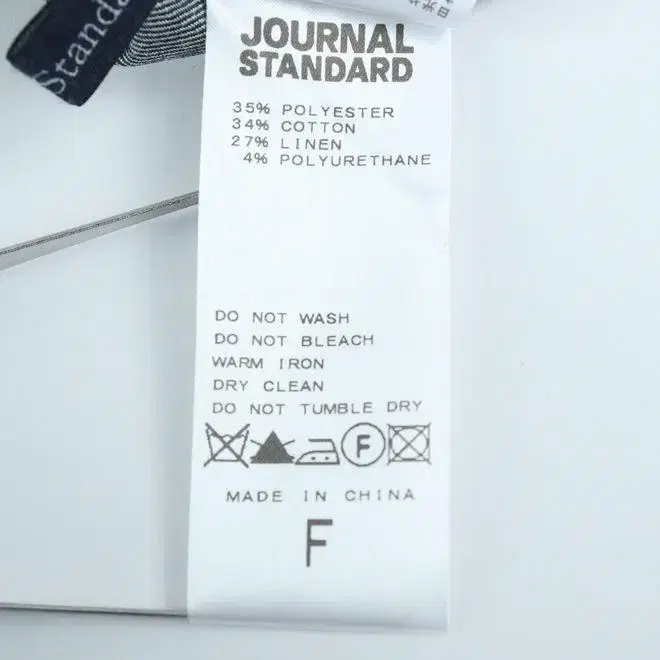 Standa
JOURNAL
STANDARD
35% POLYESTER
34% COTTON
27% LINEN
4% POLYURETHANE
DO NOT WASH
DO NOT BLEACH
WARM IRON
DRY CLEAN
DO NOT TUMBLE DRY
F
MADE IN CHINA
F